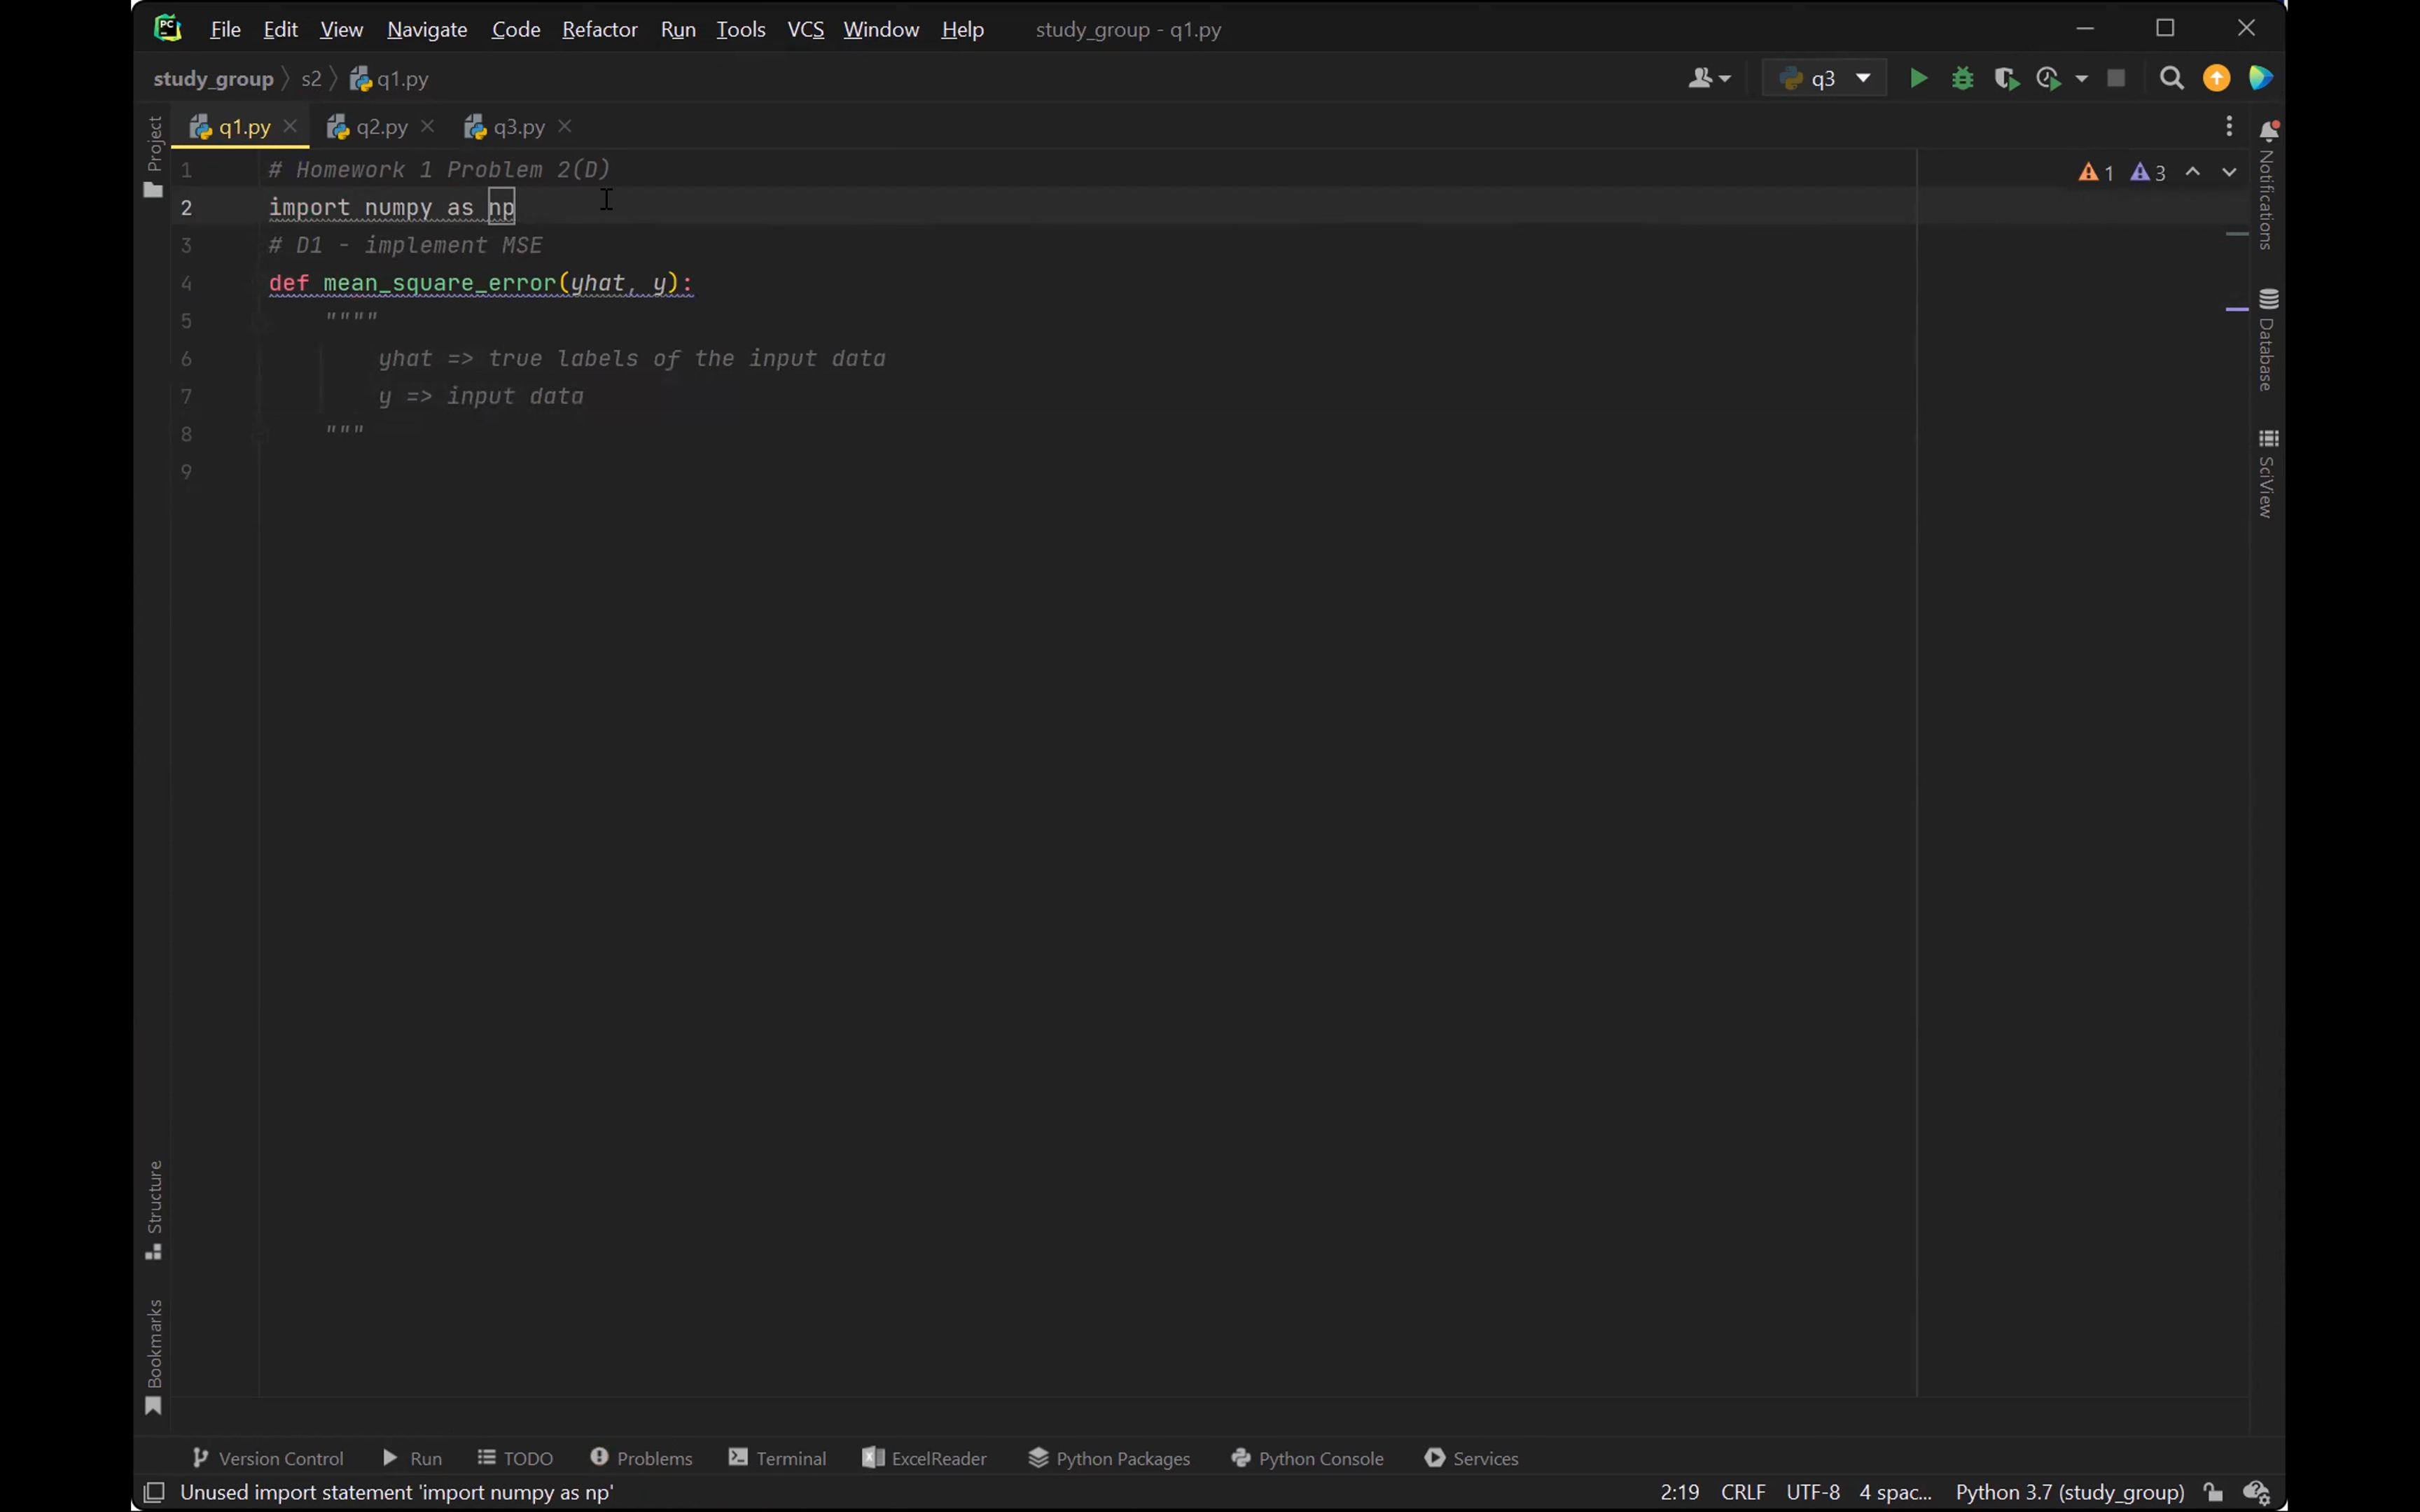 PC
File Edit View Navigate Code Refactor Run Tools VCS Window Help study_group - q1.py
study_group s2 q1.py q3
q1.py q2.py q3.py
1 # Homework 1 Problem 2(D)
2 import numpy as np
3 # D1 - implement MSE
4 def mean_square_error(yhat, y):
5 """"
6 yhat => true labels of the input data
7 y => input data
8 """
9
1 3
Project
Structure
Bookmarks
Notifications
Database
SciView
Version Control Run TODO Problems Terminal ExcelReader Python Packages Python Console Services
Unused import statement 'import numpy as np' 2:19 CRLF UTF-8 4 spac... Python 3.7 (study_group)